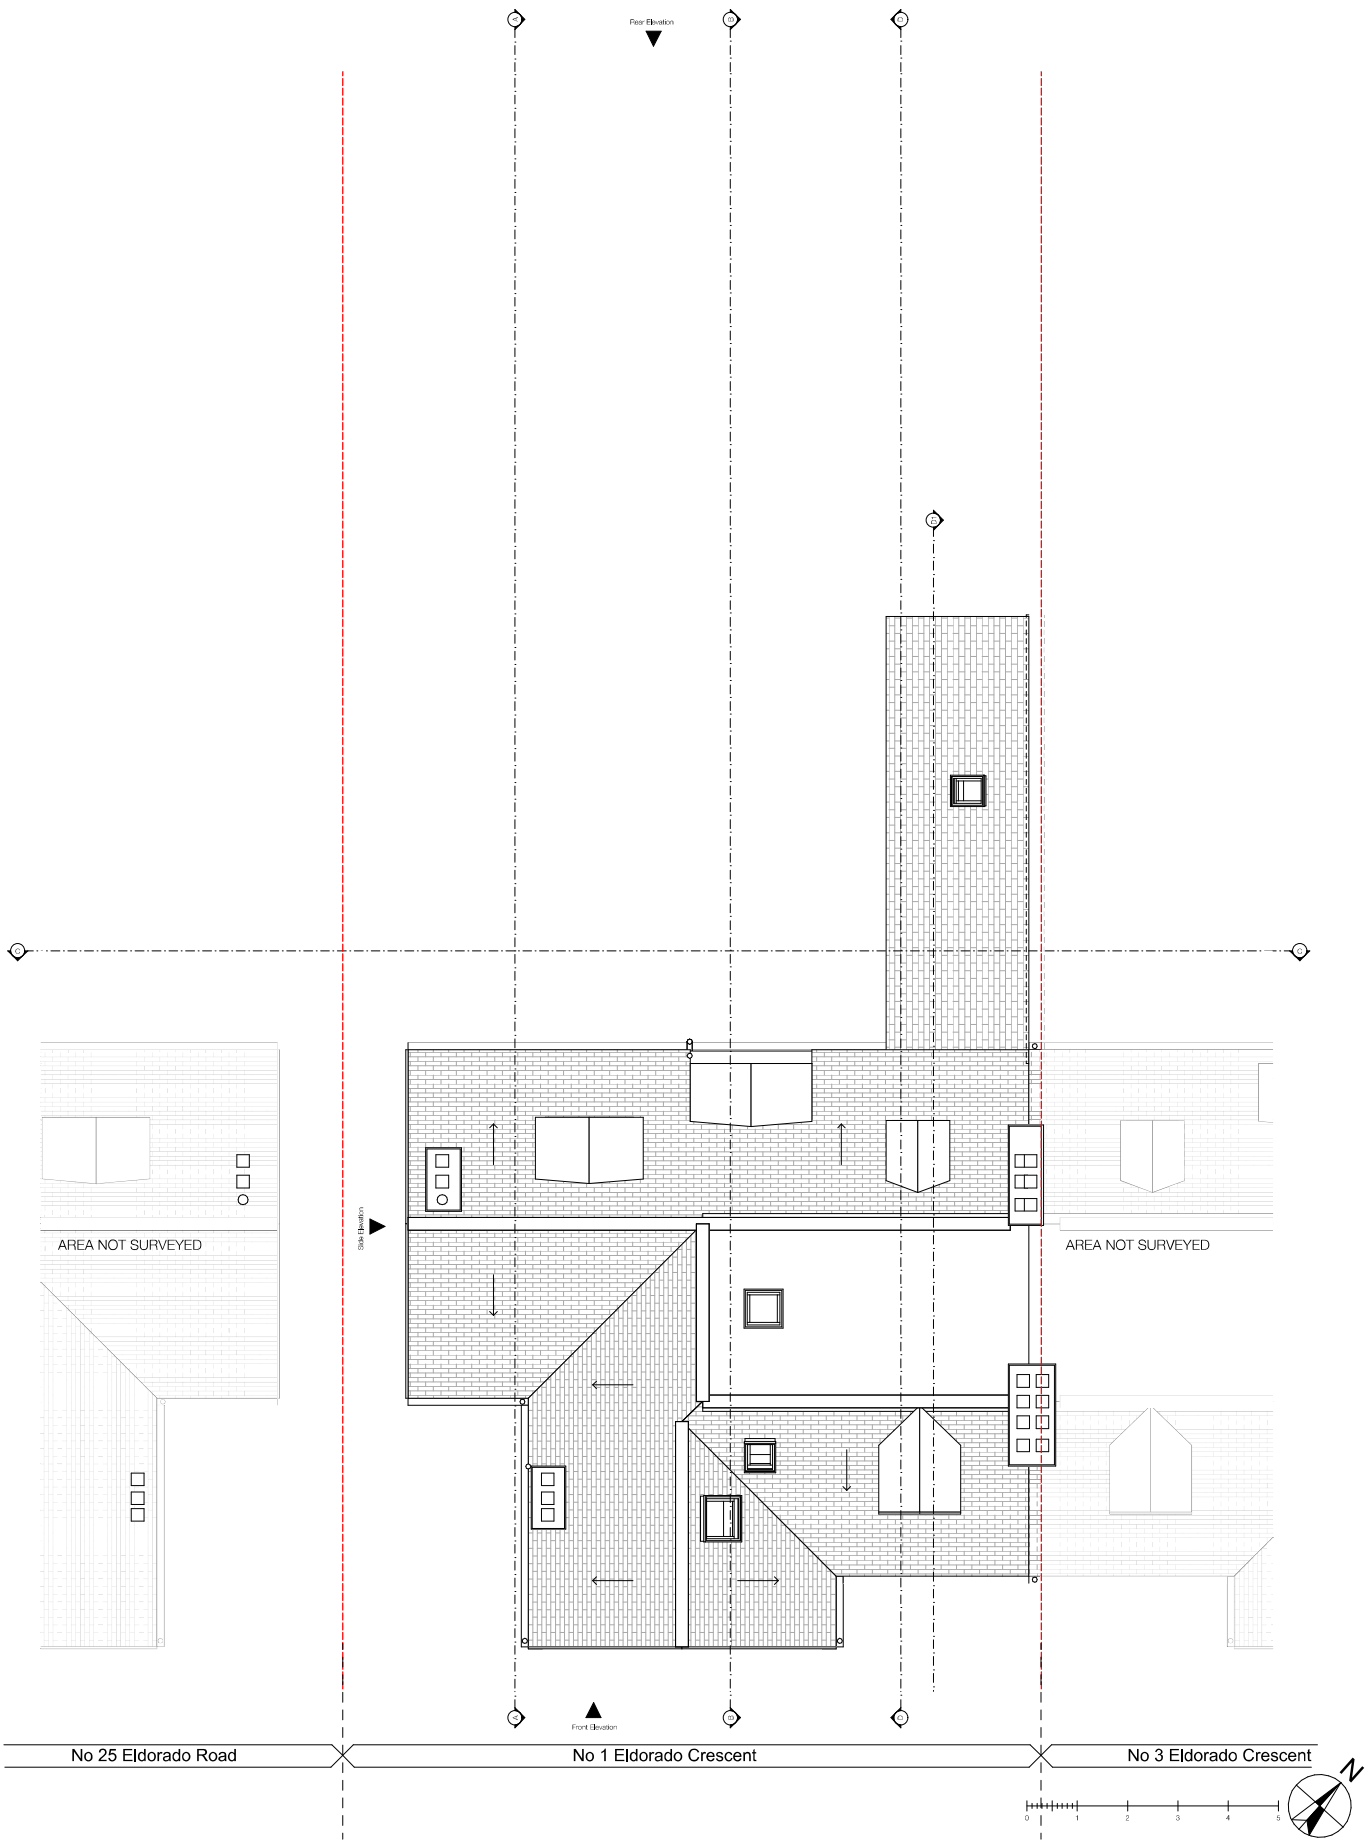 A
Rear Elevation
B
D
D1
C
C
Side Elevation
AREA NOT SURVEYED
AREA NOT SURVEYED
A
Front Elevation
B
D
No 25 Eldorado Road
No 1 Eldorado Crescent
No 3 Eldorado Crescent
N
0 1 2 3 4 5